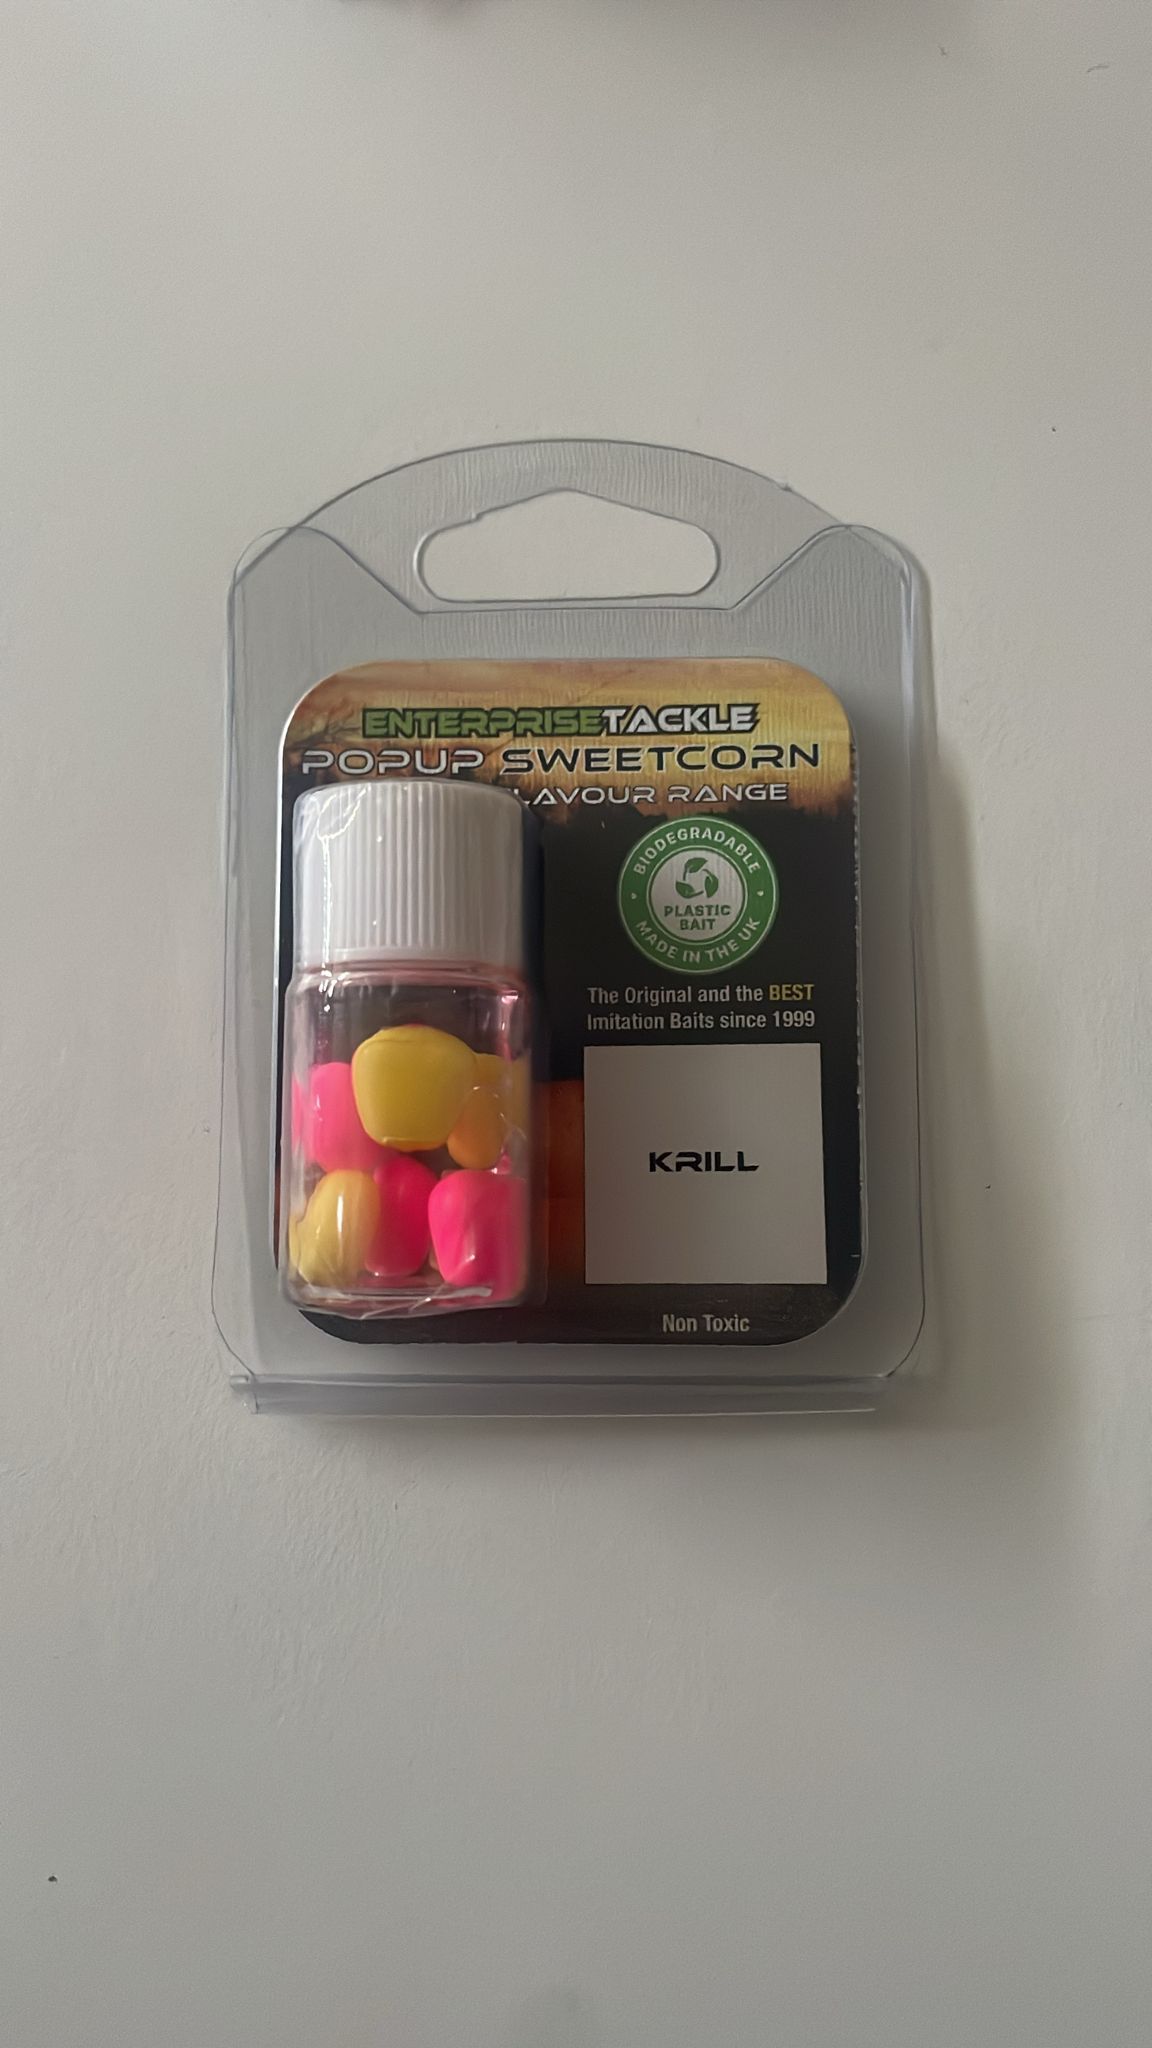 ENTERPRISETACKLE
POPUP SWEETCORN
LAVOUR RANGE
BIODEGRADABLE
PLASTIC
BAIT
MADE IN THE UK
The Original and the BEST
Imitation Baits since 1999
KRILL
Non Toxic